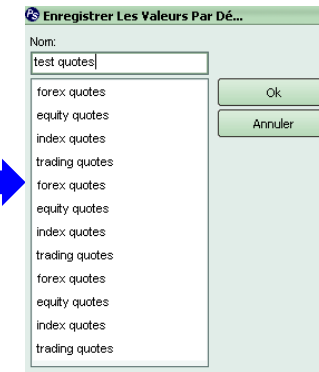 Ps Enregistrer Les Valeurs Par Dé...
Nom:
test quotes
forex quotes
equity quotes
index quotes
trading quotes
forex quotes
equity quotes
index quotes
trading quotes
forex quotes
equity quotes
index quotes
trading quotes
Ok
Annuler